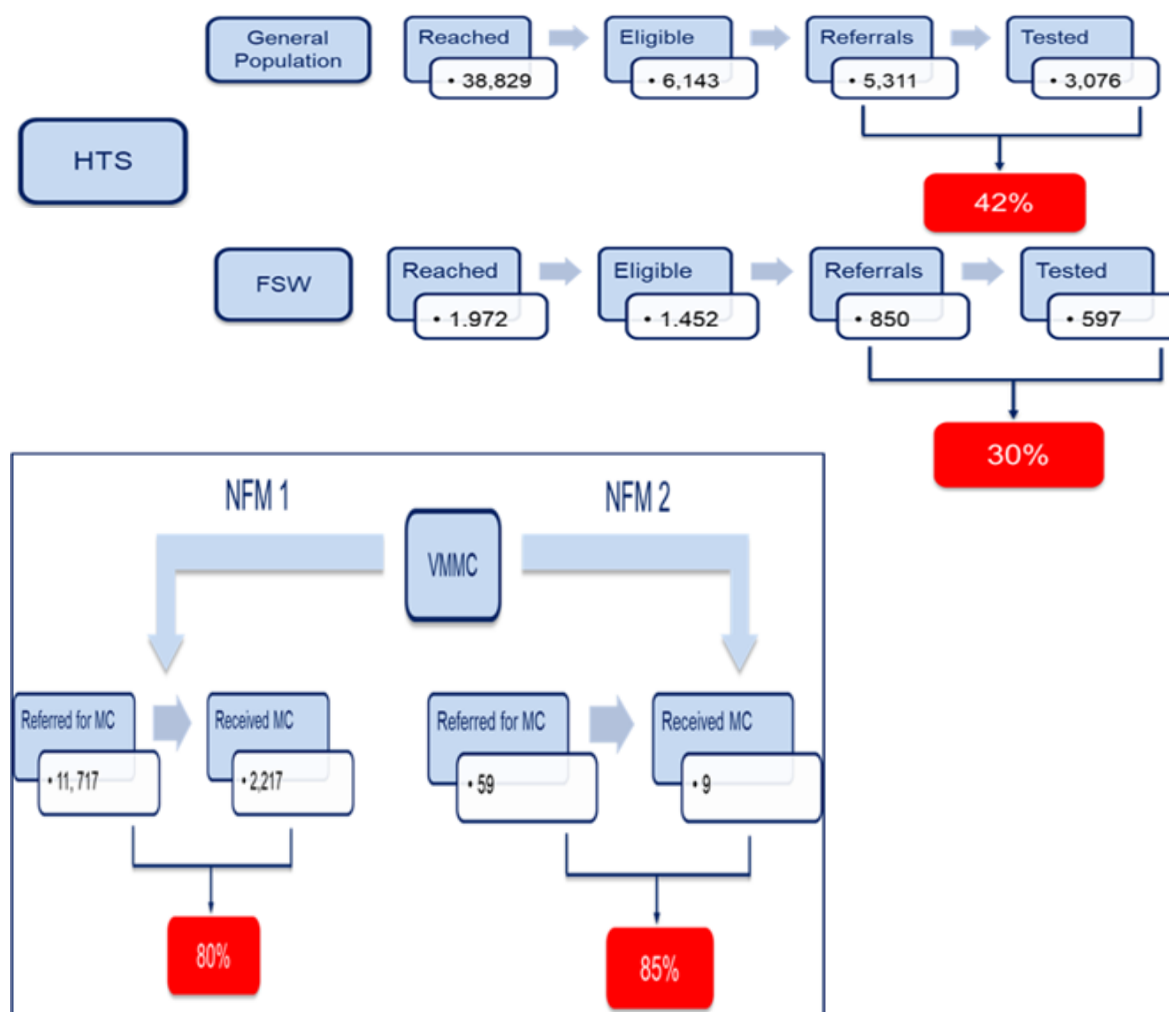 General
Population
Reached
• 38,829
Eligible
• 6,143
Referrals
• 5,311
Tested
• 3,076
HTS
42%
FSW
Reached
• 1.972
Eligible
• 1.452
Referrals
• 850
Tested
• 597
30%
NFM 1
NFM 2
VMMC
Referred for MC
• 11, 717
Received MC
• 2,217
80%
Referred for MC
• 59
Received MC
• 9
85%